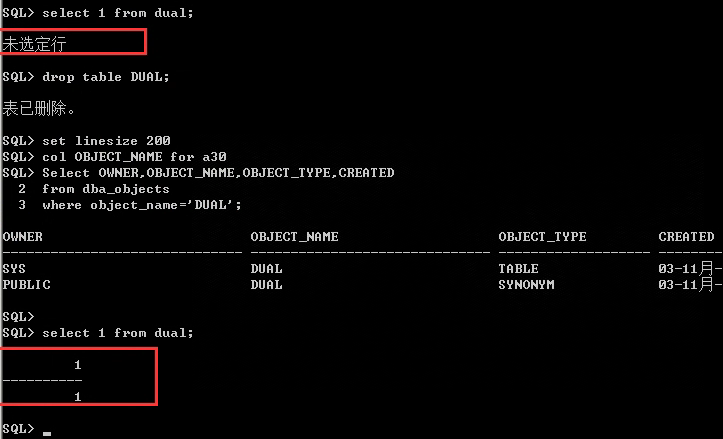 SQL> select 1 from dual;
未选定行
SQL> drop table DUAL;
表已删除。
SQL> set linesize 200
SQL> col OBJECT_NAME for a30
SQL> Select OWNER,OBJECT_NAME,OBJECT_TYPE,CREATED
2 from dba_objects
3 where object_name='DUAL';
OWNER OBJECT_NAME OBJECT_TYPE CREATED
------------------------------ ------------------------------ ------------------- --------
SYS DUAL TABLE 03-11月-
PUBLIC DUAL SYNONYM 03-11月-
SQL>
SQL> select 1 from dual;
1
----------
1
SQL> _